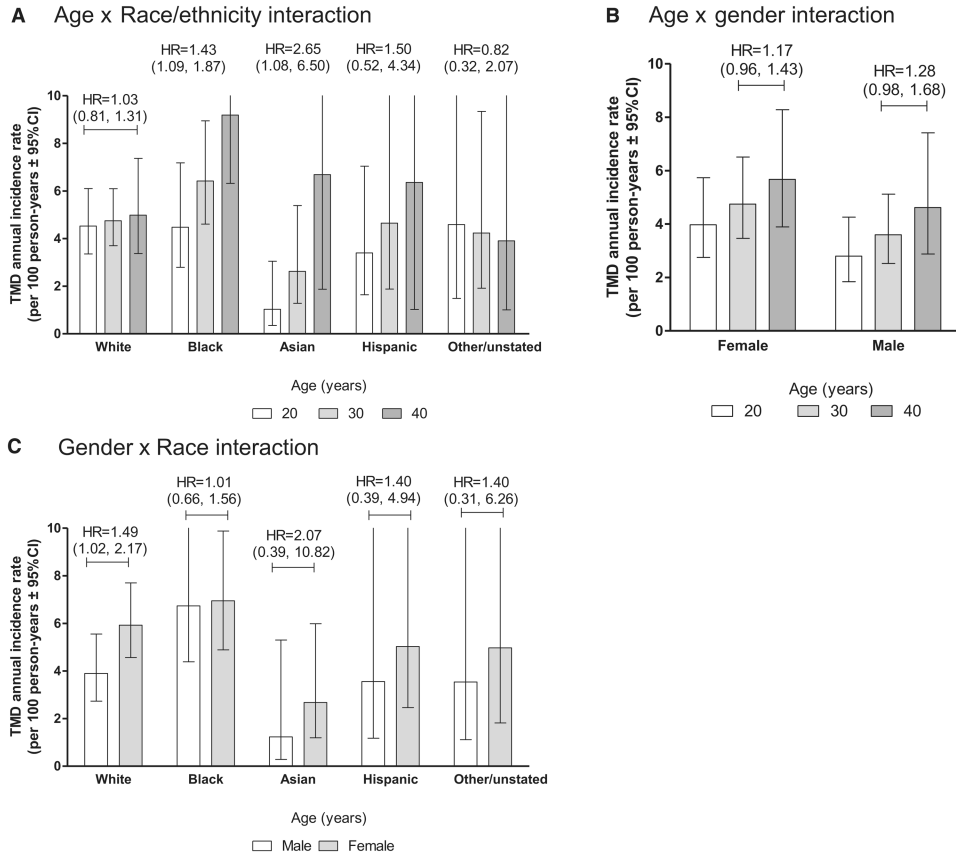 A Age x Race/ethnicity interaction
HR=1.03
(0.81, 1.31)
HR=1.43
(1.09, 1.87)
HR=2.65
(1.08, 6.50)
HR=1.50
(0.52, 4.34)
HR=0.82
(0.32, 2.07)
TMD annual incidence rate
(per 100 person-years ± 95%CI)
10
8
6
4
2
0
White Black Asian Hispanic Other/unstated
Age (years)
20 30 40
B Age x gender interaction
HR=1.17
(0.96, 1.43)
HR=1.28
(0.98, 1.68)
TMD annual incidence rate
(per 100 person-years ± 95%CI)
10
8
6
4
2
0
Female Male
Age (years)
20 30 40
C Gender x Race interaction
HR=1.49
(1.02, 2.17)
HR=1.01
(0.66, 1.56)
HR=2.07
(0.39, 10.82)
HR=1.40
(0.39, 4.94)
HR=1.40
(0.31, 6.26)
TMD annual incidence rate
(per 100 person-years ± 95%CI)
10
8
6
4
2
0
White Black Asian Hispanic Other/unstated
Age (years)
Male Female